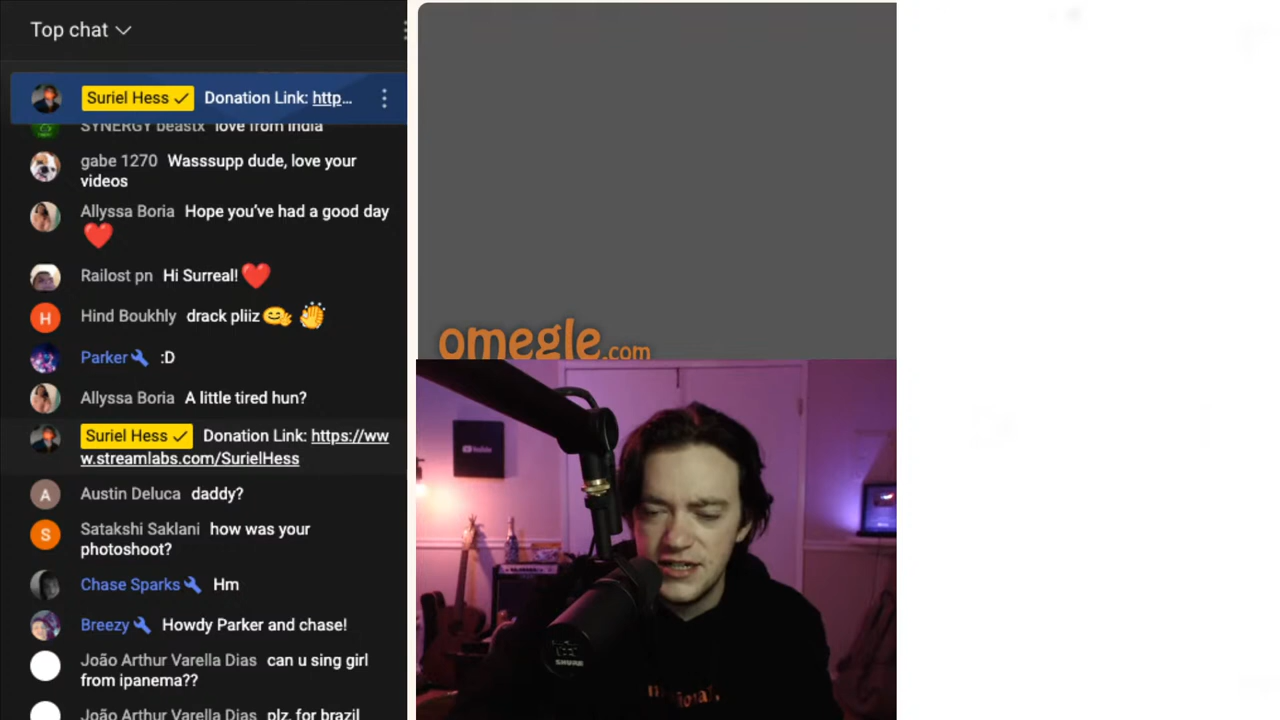 Top chat
Suriel Hess Donation Link: http...
SYNERGY beastx love from india
gabe 1270 Wasssupp dude, love your
videos
Allyssa Boria Hope you've had a good day
Railost pn Hi Surreal!
H Hind Boukhly drack pliiz
Parker :D
Allyssa Boria A little tired hun?
Suriel Hess Donation Link: https://ww
w.streamlabs.com/SurielHess
A Austin Deluca daddy?
S Satakshi Saklani how was your
photoshoot?
Chase Sparks Hm
Breezy Howdy Parker and chase!
João Arthur Varella Dias can u sing girl
from ipanema??
João Arthur Varella Dias plz, for brazil
omegle.com
YouTube
SHURE